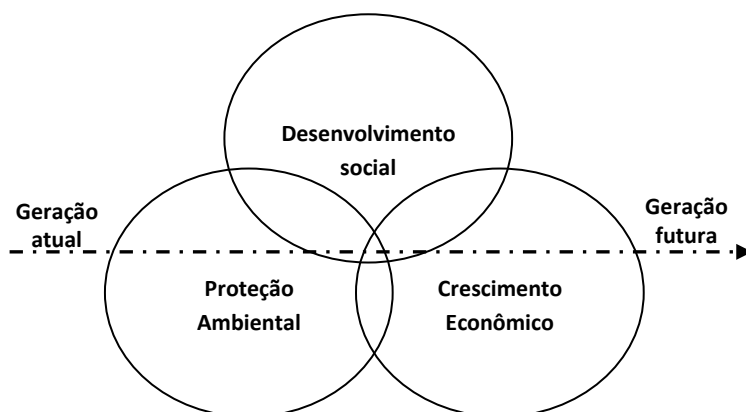 Desenvolvimento
social
Geração
atual
Geração
futura
Proteção
Ambiental
Crescimento
Econômico